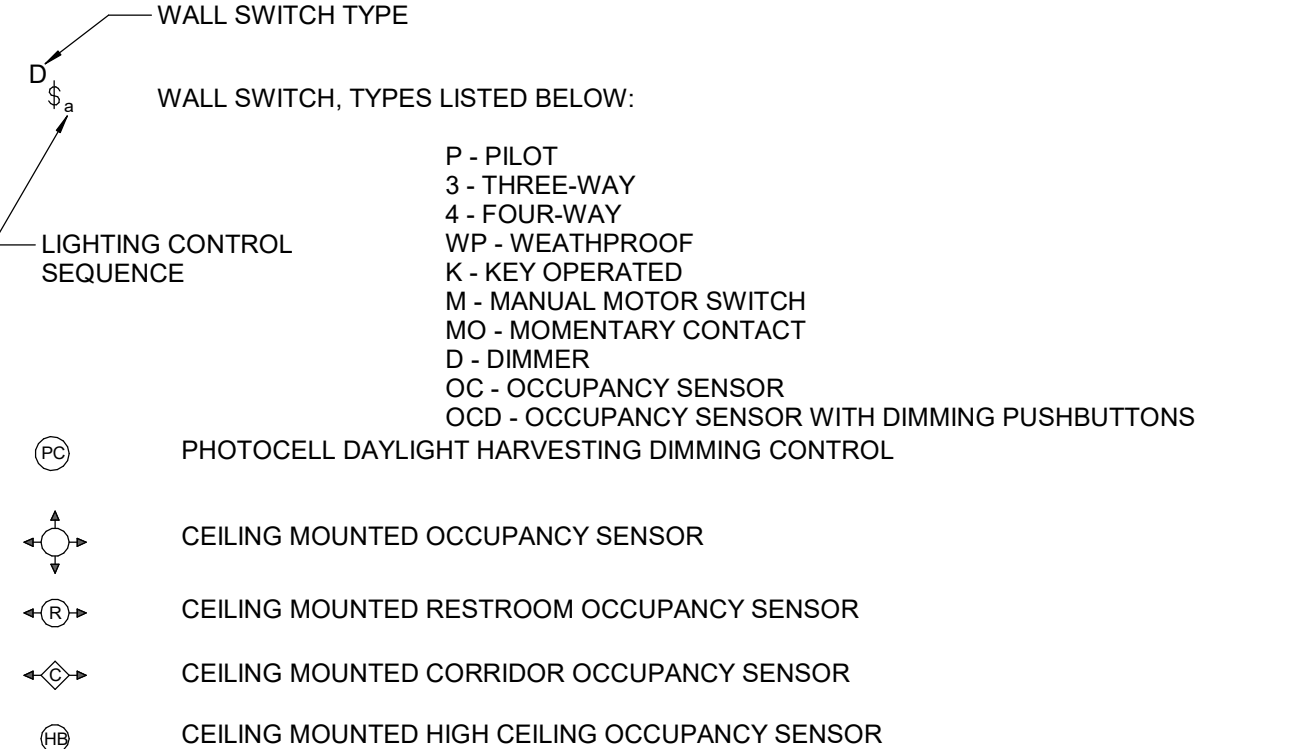 WALL SWITCH TYPE
D
$a
WALL SWITCH, TYPES LISTED BELOW:
P - PILOT
3 - THREE-WAY
4 - FOUR-WAY
LIGHTING CONTROL
SEQUENCE
WP - WEATHPROOF
K - KEY OPERATED
M - MANUAL MOTOR SWITCH
MO - MOMENTARY CONTACT
D - DIMMER
OC - OCCUPANCY SENSOR
OCD - OCCUPANCY SENSOR WITH DIMMING PUSHBUTTONS
PC PHOTOCELL DAYLIGHT HARVESTING DIMMING CONTROL
CEILING MOUNTED OCCUPANCY SENSOR
R CEILING MOUNTED RESTROOM OCCUPANCY SENSOR
C CEILING MOUNTED CORRIDOR OCCUPANCY SENSOR
HB CEILING MOUNTED HIGH CEILING OCCUPANCY SENSOR